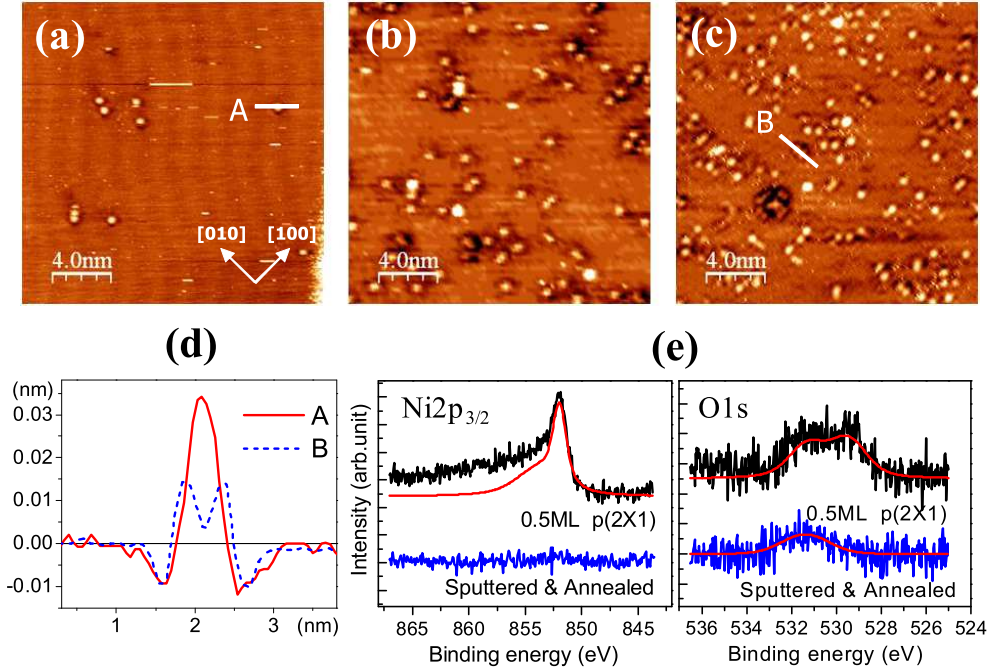 (a)
A
[010] [100]
4.0nm
(b)
4.0nm
(c)
B
4.0nm
(d)
(nm)
0.03
0.01
0.00
-0.01
A
B
1 2 3 (nm)
(e)
Intensity (arb.unit)
Ni2p3/2
0.5ML p(2X1)
Sputtered & Annealed
865 860 855 850 845
Binding energy (eV)
O1s
0.5ML p(2X1)
Sputtered & Annealed
536 534 532 530 528 526 524
Binding energy (eV)